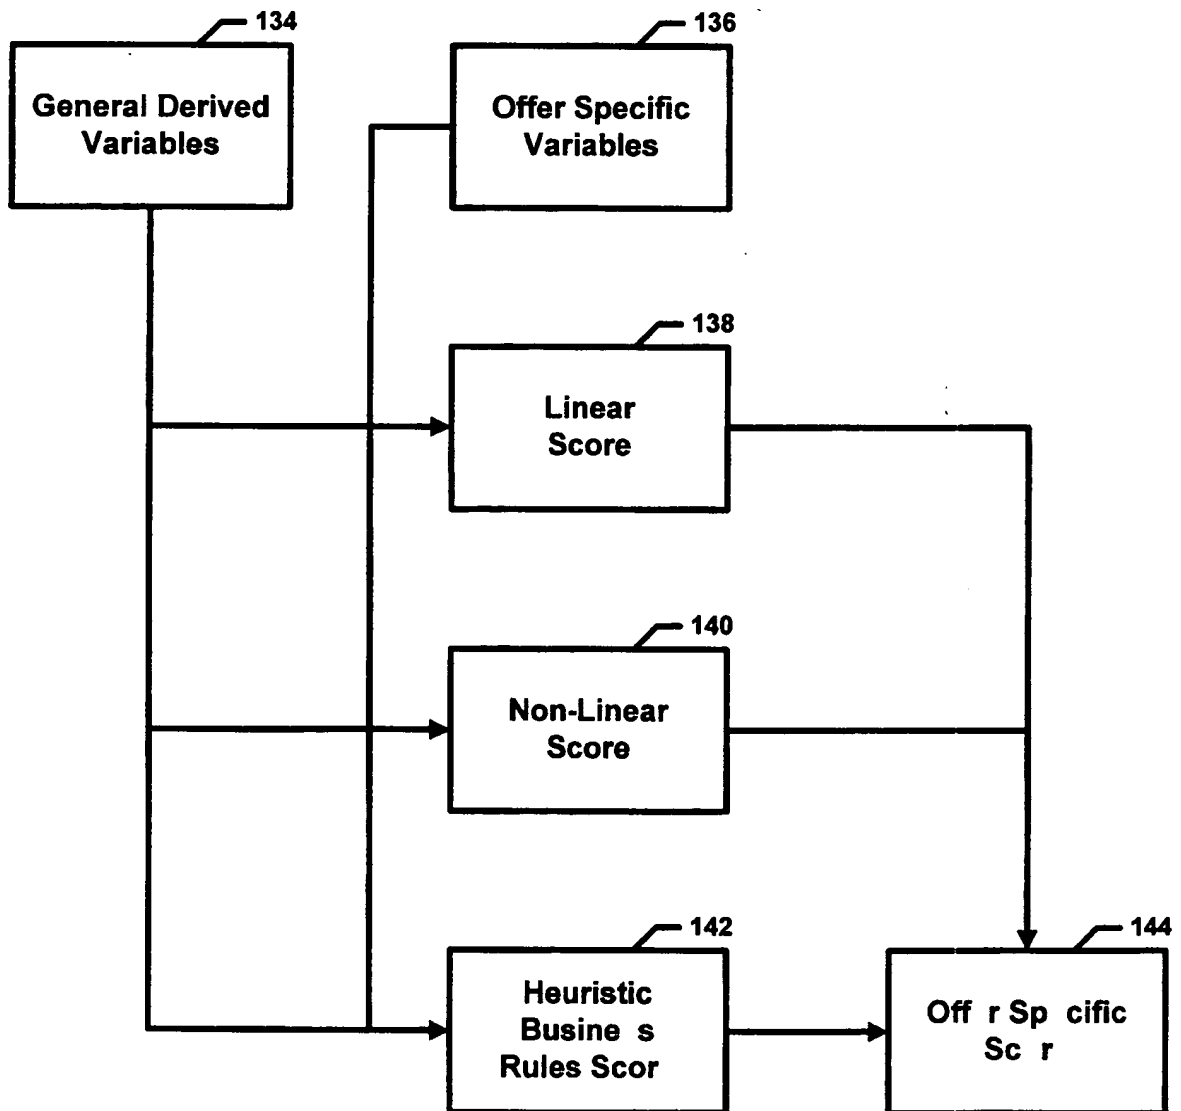 134
General Derived
Variables
136
Offer Specific
Variables
138
Linear
Score
140
Non-Linear
Score
142
Heuristic
Busine s
Rules Scor
144
Off r Sp cific
Sc r